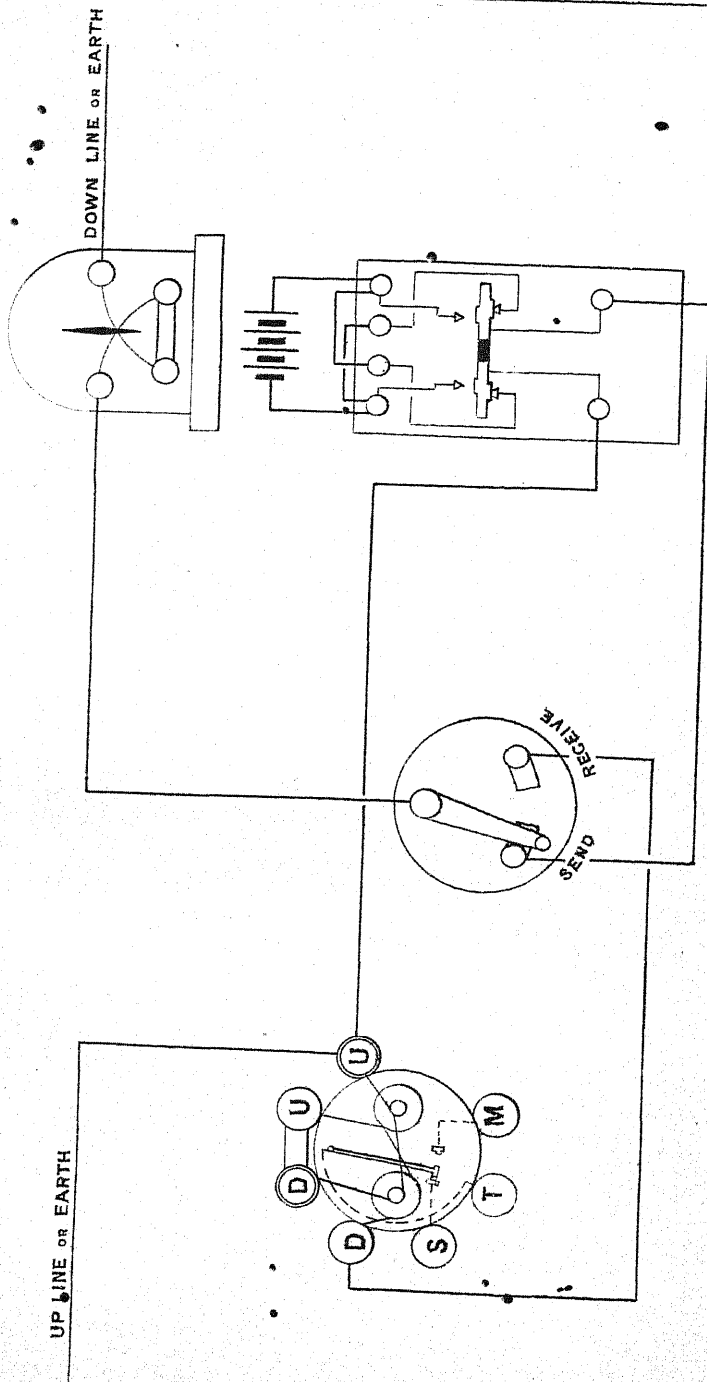 UP LINE OR EARTH
DOWN LINE OR EARTH
D
D
U
U
S
T
M
SEND
RECEIVE